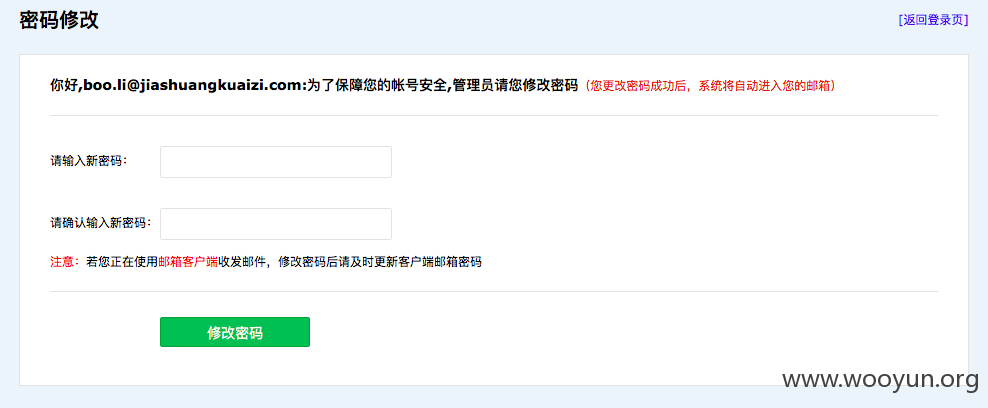 密码修改
[返回登录页]
你好,boo.li@jiashuangkuaizi.com:为了保障您的帐号安全,管理员请您修改密码（您更改密码成功后，系统将自动进入您的邮箱）
请输入新密码：
请确认输入新密码：
注意：若您正在使用邮箱客户端收发邮件，修改密码后请及时更新客户端邮箱密码
修改密码
www.wooyun.org